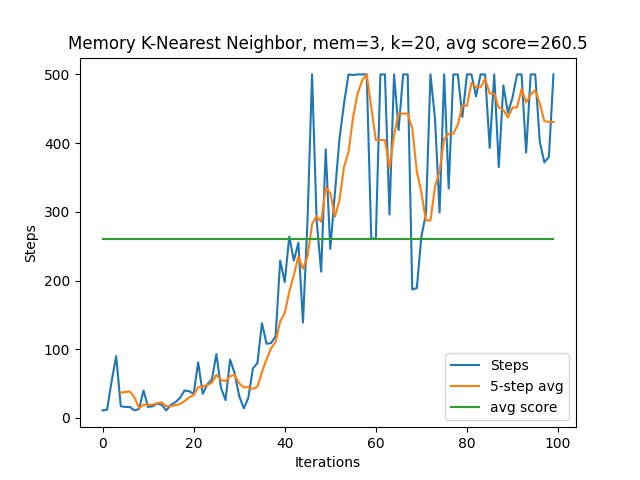 Memory K-Nearest Neighbor, mem=3, k=20, avg score=260.5
500
400
300
200
100
0
Steps
Steps
5-step avg
avg score
0 20 40 60 80 100
Iterations